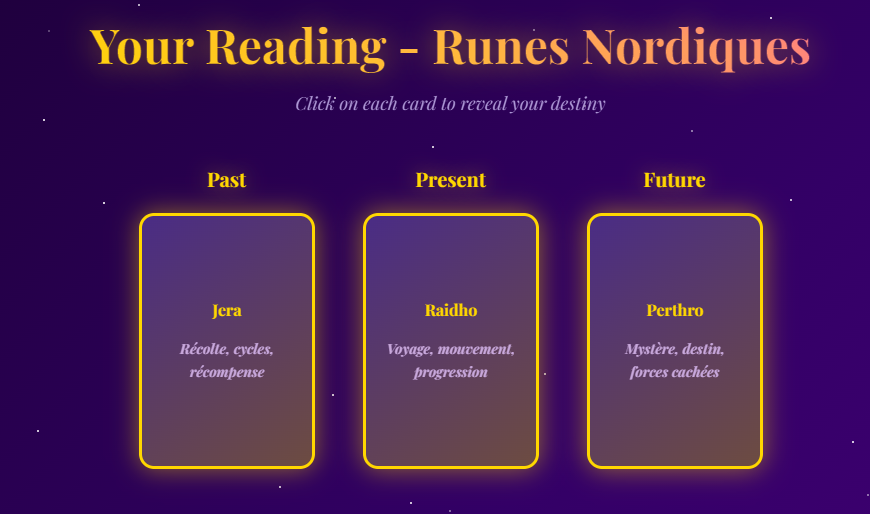 Your Reading - Runes Nordiques
Click on each card to reveal your destiny
Past
Present
Future
Jera
Récolte, cycles,
récompense
Raidho
Voyage, mouvement,
progression
Perthro
Mystère, destin,
forces cachées